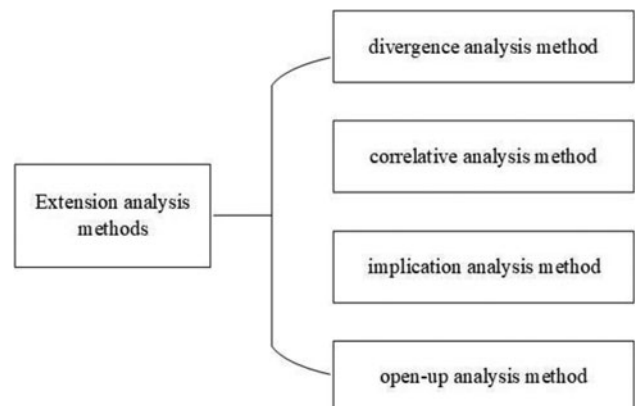 divergence analysis method
correlative analysis method
Extension analysis
methods
implication analysis method
open-up analysis method